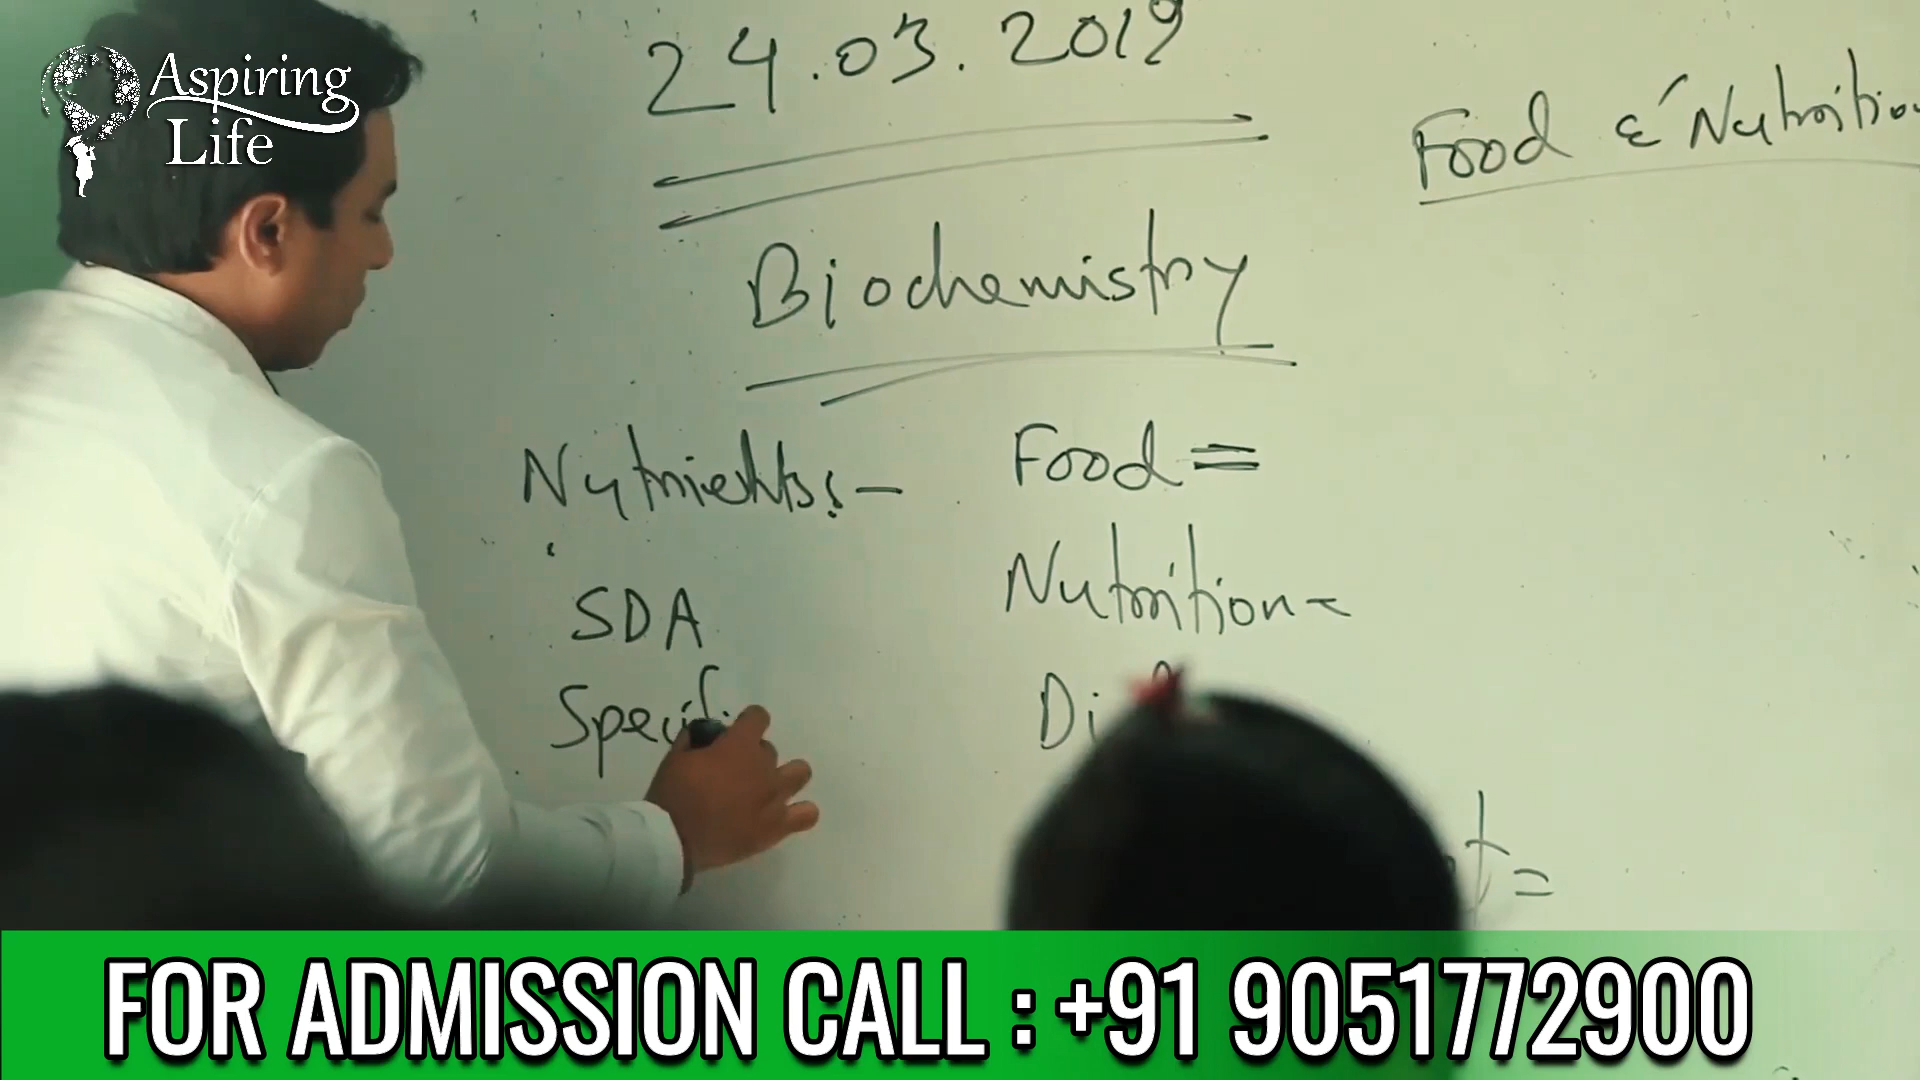 Aspiring
Life
24.03.2019
Food & Nutrition
Biochemistry
Nutrients:-
Food =
SDA
Nutrition =
FOR ADMISSION CALL : +91 9051772900